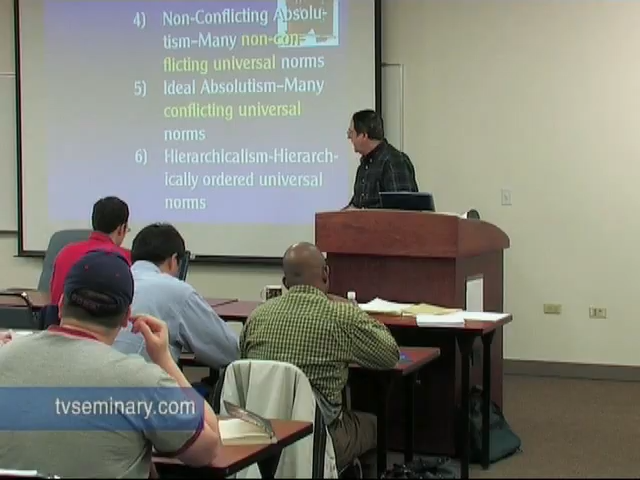 4) Non-Conflicting Absolu-
tism–Many non-con-
flicting universal norms
5) Ideal Absolutism–Many
conflicting universal
norms
6) Hierarchicalism-Hierarch-
ically ordered universal
norms
tvseminary.com